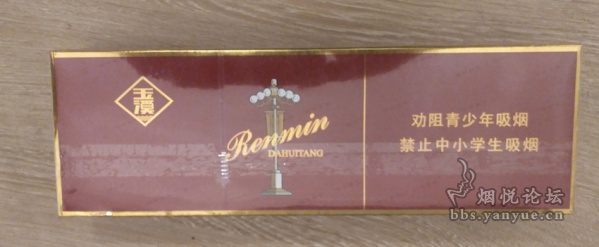 玉溪
Renmin
DAHUITANG
劝阻青少年吸烟
禁止中小学生吸烟
烟悦论坛
bbs.yanyue.cn